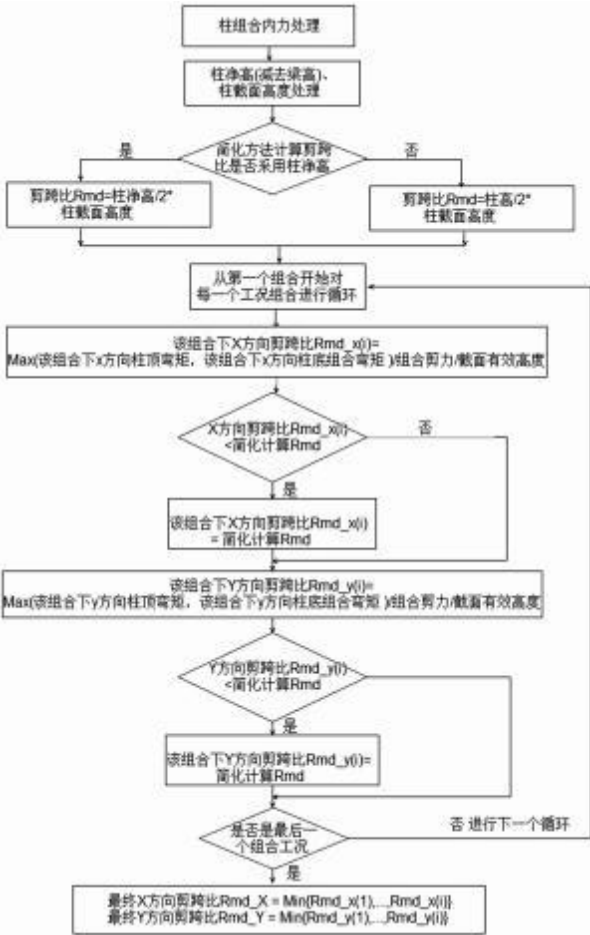 柱组合内力处理
柱净高(减去梁高)、
柱截面高度处理
简化方法计算剪跨
比是否采用柱净高
是
否
剪跨比Rmd=柱净高/2*
柱截面高度
剪跨比Rmd=柱高/2*
柱截面高度
从第一个组合开始对
每一个工况组合进行循环
该组合下X方向剪跨比Rmd_x(i)=
Max(该组合下x方向柱顶弯矩，该组合下x方向柱底组合弯矩 )/组合剪力/截面有效高度
X方向剪跨比Rmd_x(i)
<简化计算Rmd
否
是
该组合下X方向剪跨比Rmd_x(i)
= 简化计算Rmd
该组合下Y方向剪跨比Rmd_y(i)=
Max(该组合下y方向柱顶弯矩，该组合下y方向柱底组合弯矩 )/组合剪力/截面有效高度
Y方向剪跨比Rmd_y(i)
<简化计算Rmd
是
该组合下Y方向剪跨比Rmd_y(i)=
简化计算Rmd
是否是最后一
个组合工况
否 进行下一个循环
是
最终X方向剪跨比Rmd_X = Min{Rmd_x(1),...,Rmd_x(i)}
最终Y方向剪跨比Rmd_Y = Min{Rmd_y(1),...,Rmd_y(i)}